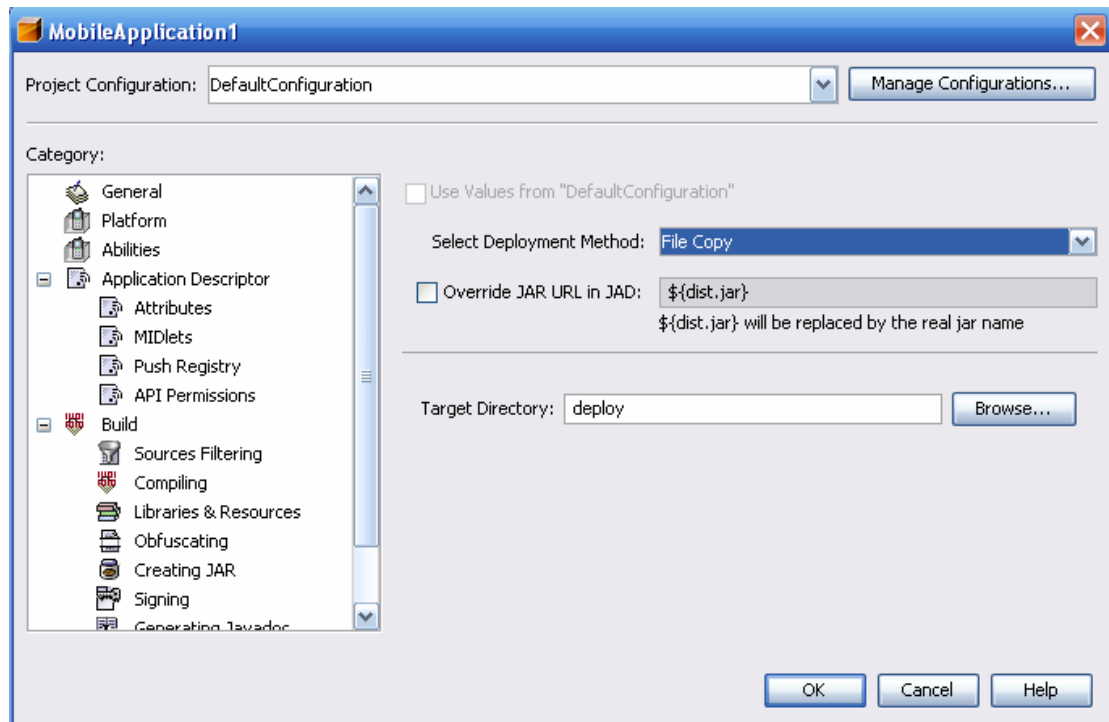 MobileApplication1
Project Configuration: DefaultConfiguration Manage Configurations...
Category:
General
Platform
Abilities
Application Descriptor
Attributes
MIDlets
Push Registry
API Permissions
Build
Sources Filtering
Compiling
Libraries & Resources
Obfuscating
Creating JAR
Signing
Generating Javadoc
Use Values from "DefaultConfiguration"
Select Deployment Method: File Copy
Override JAR URL in JAD: ${dist.jar}
${dist.jar} will be replaced by the real jar name
Target Directory: deploy Browse...
OK Cancel Help